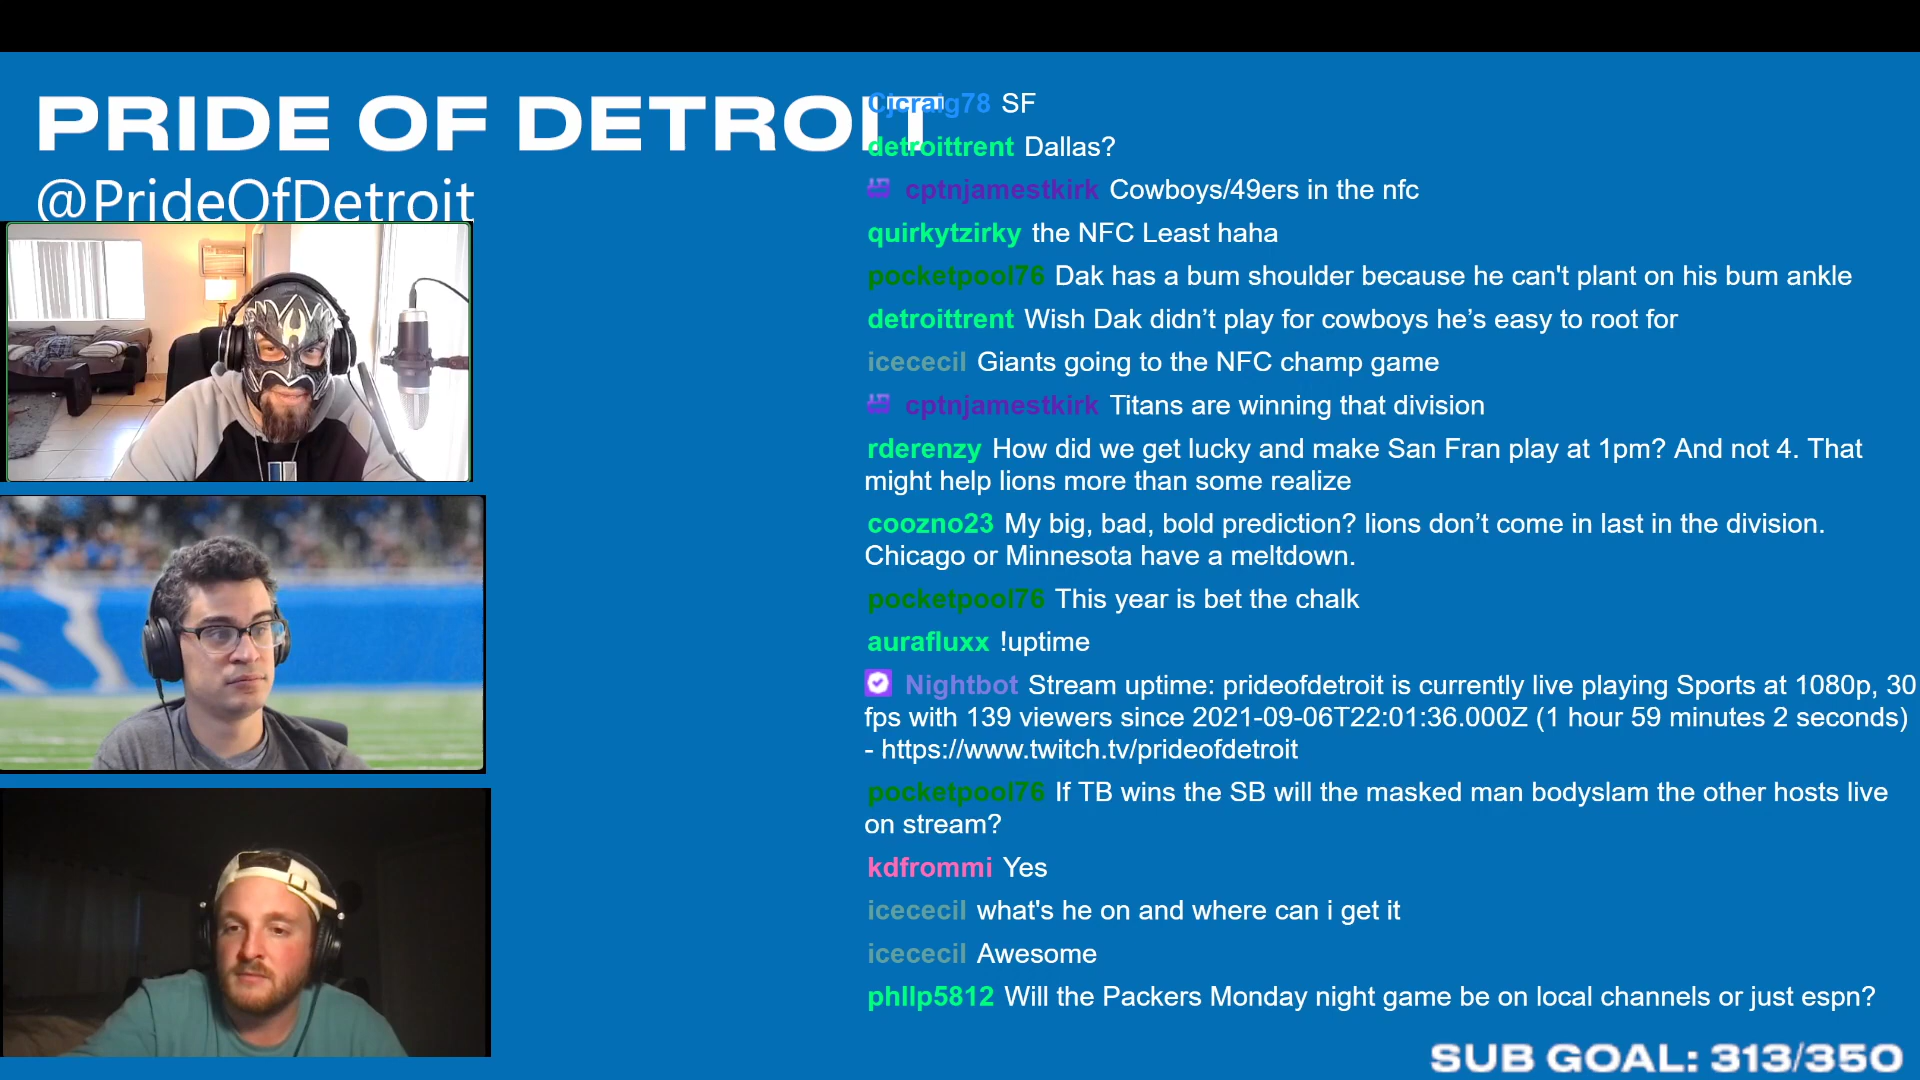 PRIDE OF DETROIT
@PrideOfDetroit
Cjcraig78 SF
detroittrent Dallas?
cptnjamestkirk Cowboys/49ers in the nfc
quirkytzirky the NFC Least haha
pocketpool76 Dak has a bum shoulder because he can't plant on his bum ankle
detroittrent Wish Dak didn’t play for cowboys he’s easy to root for
icececil Giants going to the NFC champ game
cptnjamestkirk Titans are winning that division
rderenzy How did we get lucky and make San Fran play at 1pm? And not 4. That
might help lions more than some realize
coozno23 My big, bad, bold prediction? lions don’t come in last in the division.
Chicago or Minnesota have a meltdown.
pocketpool76 This year is bet the chalk
aurafluxx !uptime
Nightbot Stream uptime: prideofdetroit is currently live playing Sports at 1080p, 30
fps with 139 viewers since 2021-09-06T22:01:36.000Z (1 hour 59 minutes 2 seconds)
- https://www.twitch.tv/prideofdetroit
pocketpool76 If TB wins the SB will the masked man bodyslam the other hosts live
on stream?
kdfrommi Yes
icececil what's he on and where can i get it
icececil Awesome
phllp5812 Will the Packers Monday night game be on local channels or just espn?
SUB GOAL: 313/350